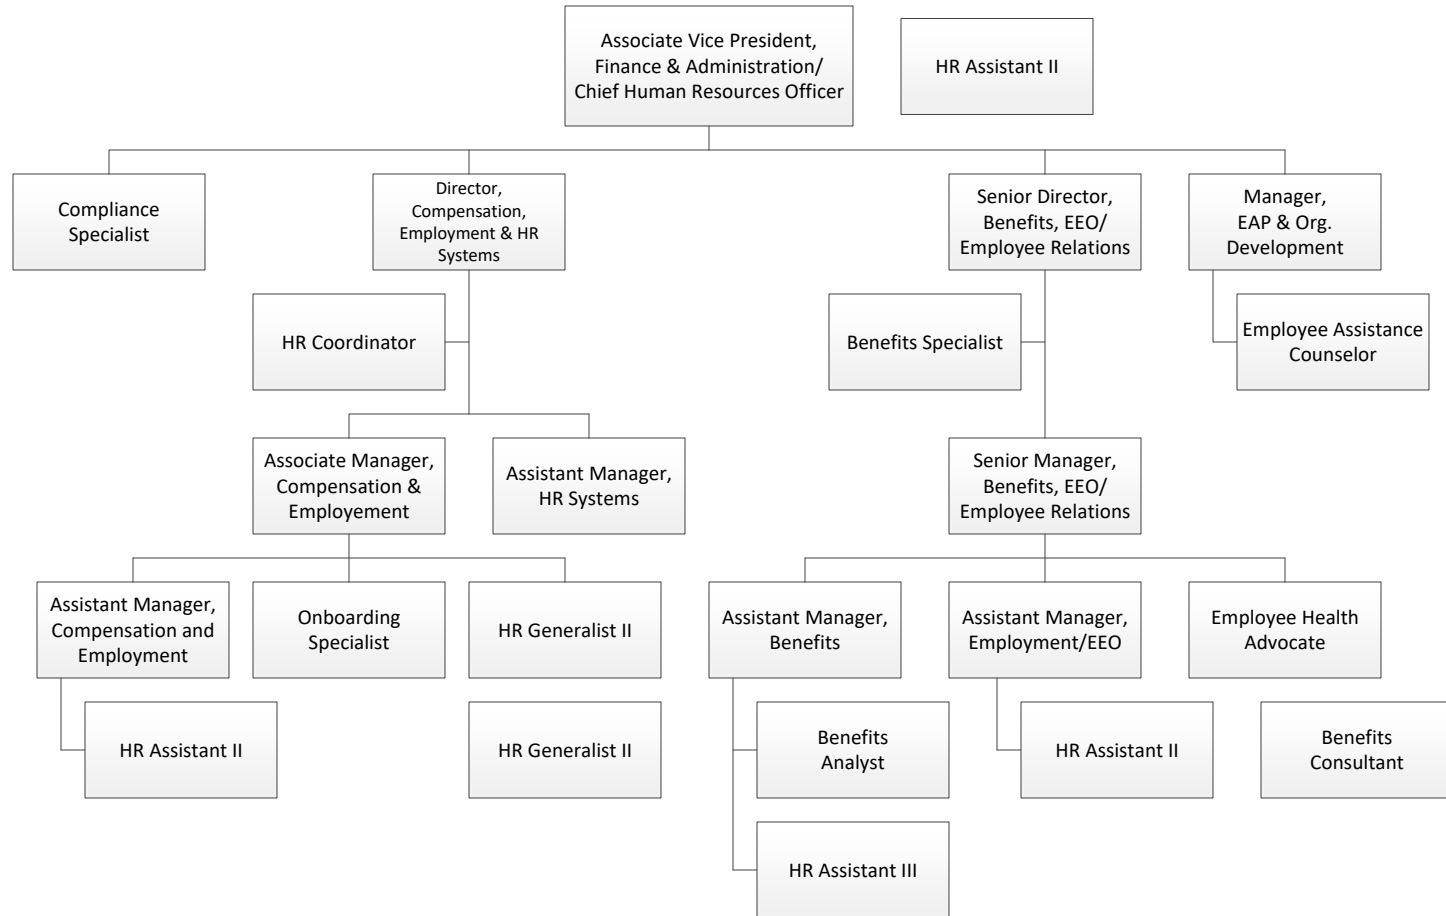 Associate Vice President,
Finance & Administration/
Chief Human Resources Officer
HR Assistant II
Compliance
Specialist
Director,
Compensation,
Employment & HR
Systems
Senior Director,
Benefits, EEO/
Employee Relations
Manager,
EAP & Org.
Development
HR Coordinator
Benefits Specialist
Employee Assistance
Counselor
Associate Manager,
Compensation &
Employement
Assistant Manager,
HR Systems
Senior Manager,
Benefits, EEO/
Employee Relations
Assistant Manager,
Compensation and
Employment
Onboarding
Specialist
HR Generalist II
Assistant Manager,
Benefits
Assistant Manager,
Employment/EEO
Employee Health
Advocate
HR Assistant II
HR Generalist II
Benefits
Analyst
HR Assistant II
Benefits
Consultant
HR Assistant III